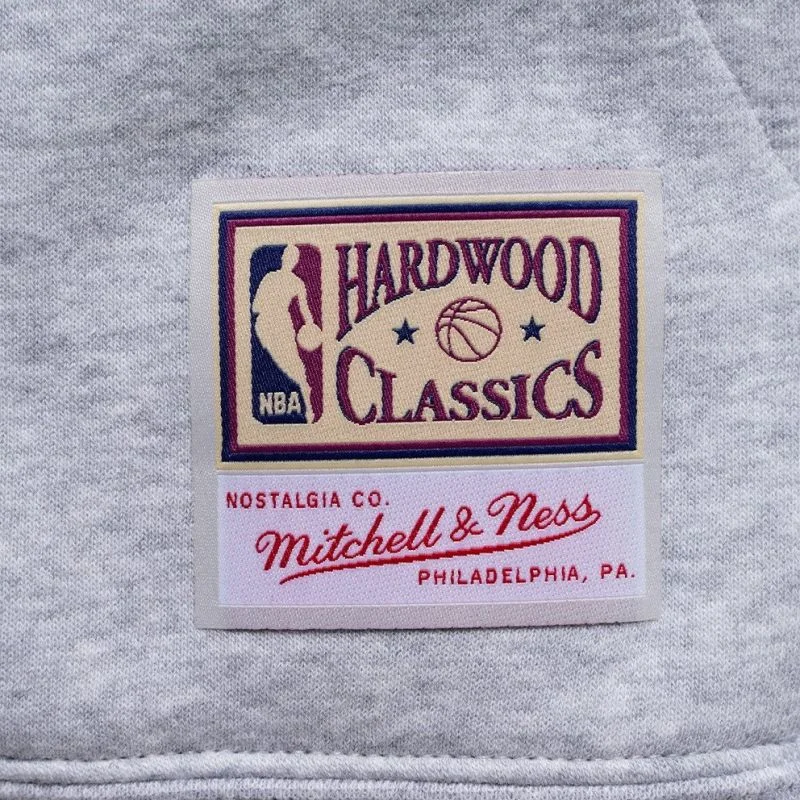 HARDWOOD
CLASSICS
NBA
NOSTALGIA CO.
Mitchell & Ness
PHILADELPHIA, PA.